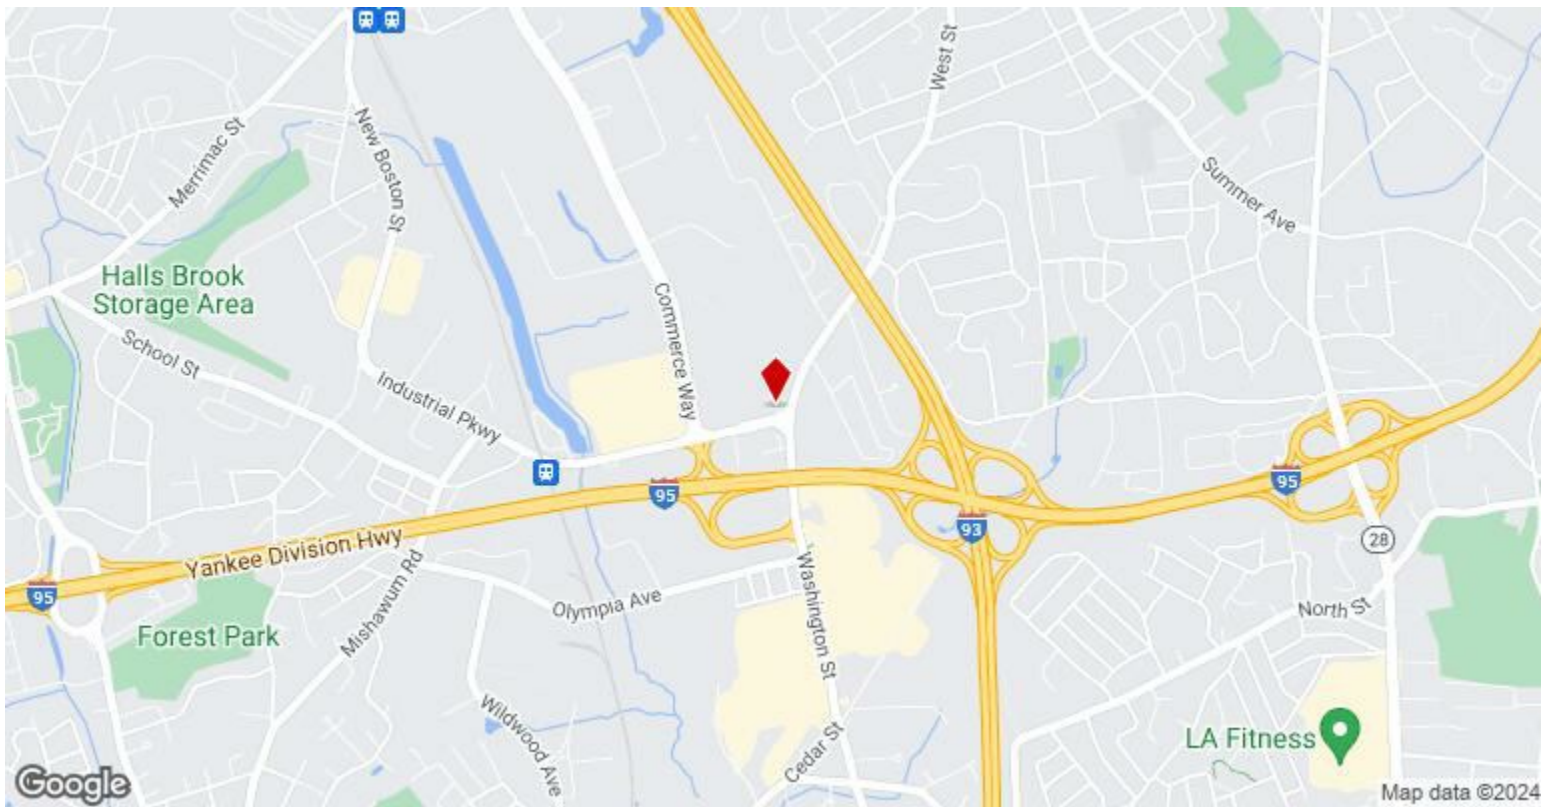 West St
Merrimac St
New Boston St
Summer Ave
Halls Brook
Storage Area
Commerce Way
School St
Industrial Pkwy
95
95
93
28
Yankee Division Hwy
95
Mishawum Rd
Olympia Ave
Washington St
North St
Forest Park
Wildwood Ave
Cedar St
LA Fitness
Google
Map data ©2024